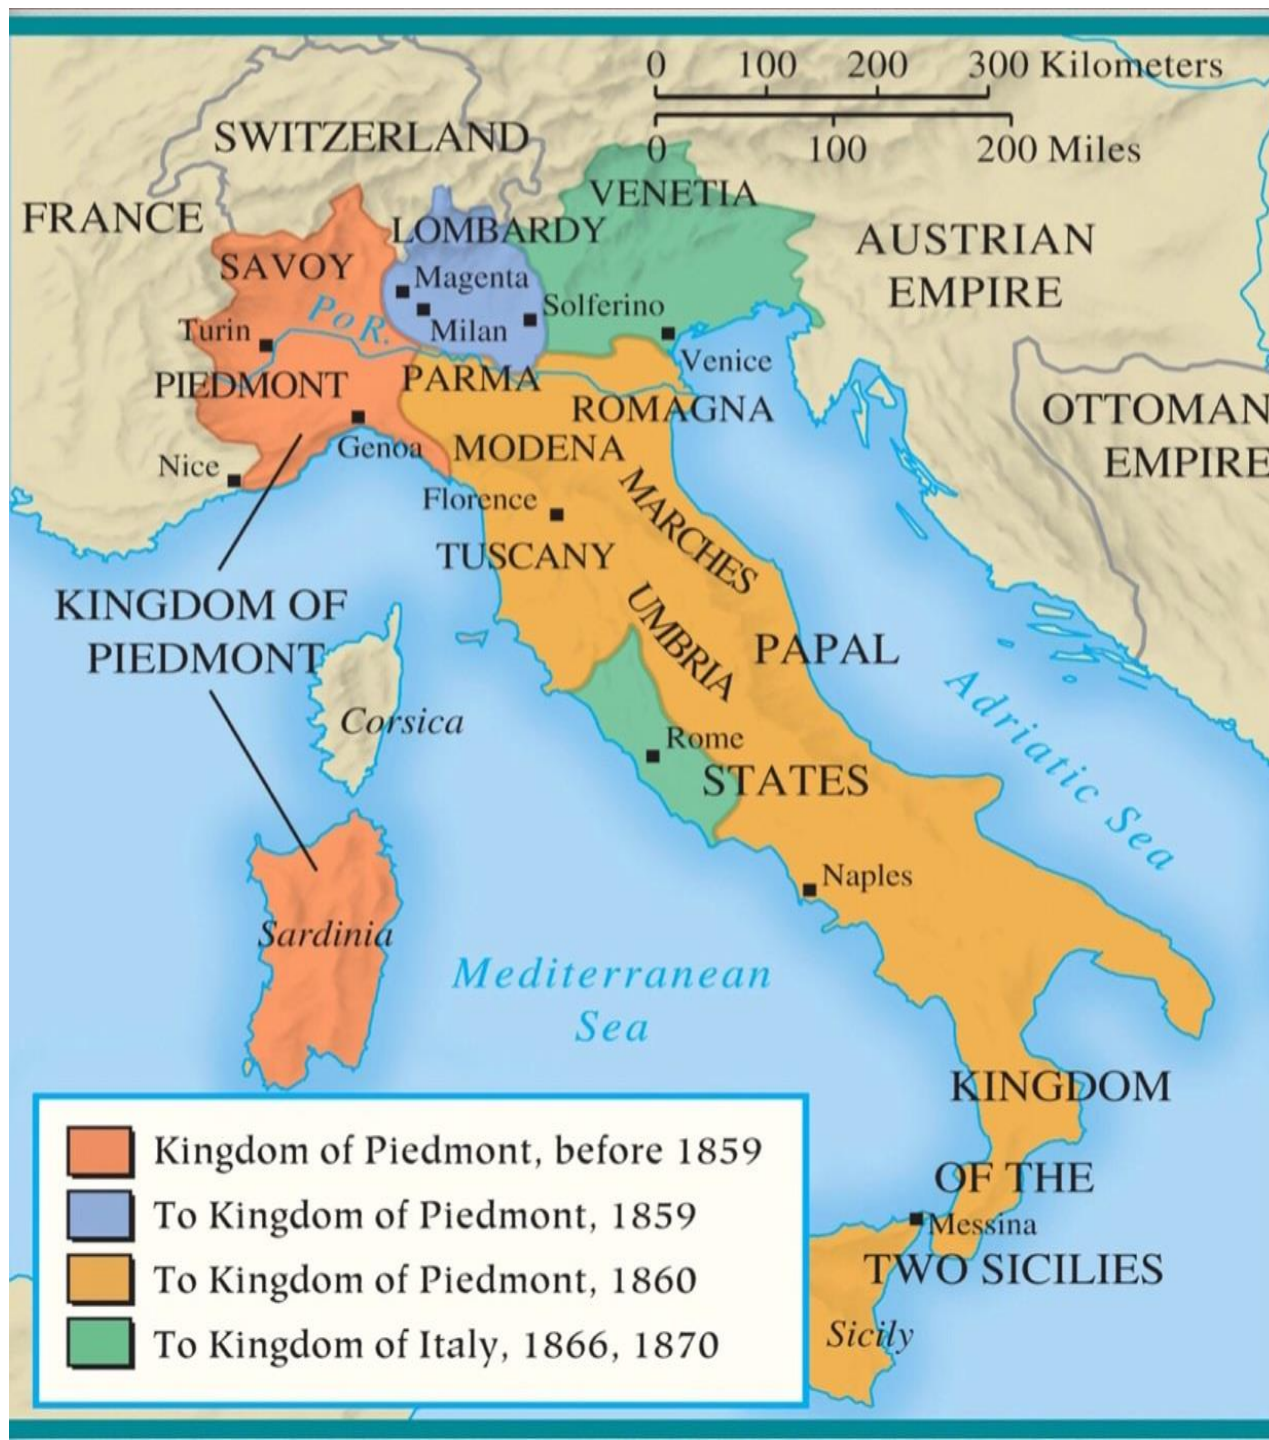 0 100 200 300 Kilometers
0 100 200 Miles
SWITZERLAND
VENETIA
FRANCE
LOMBARDY
AUSTRIAN
EMPIRE
SAVOY
Magenta
Solferino
Po R.
Turin
Milan
Venice
PIEDMONT
PARMA
ROMAGNA
OTTOMAN
EMPIRE
Genoa
MODENA
Nice
MARCHES
Florence
TUSCANY
KINGDOM OF
PIEDMONT
UMBRIA
PAPAL
STATES
Adriatic Sea
Corsica
Rome
Naples
Sardinia
Mediterranean
Sea
KINGDOM
OF THE
TWO SICILIES
Messina
Sicily
Kingdom of Piedmont, before 1859
To Kingdom of Piedmont, 1859
To Kingdom of Piedmont, 1860
To Kingdom of Italy, 1866, 1870